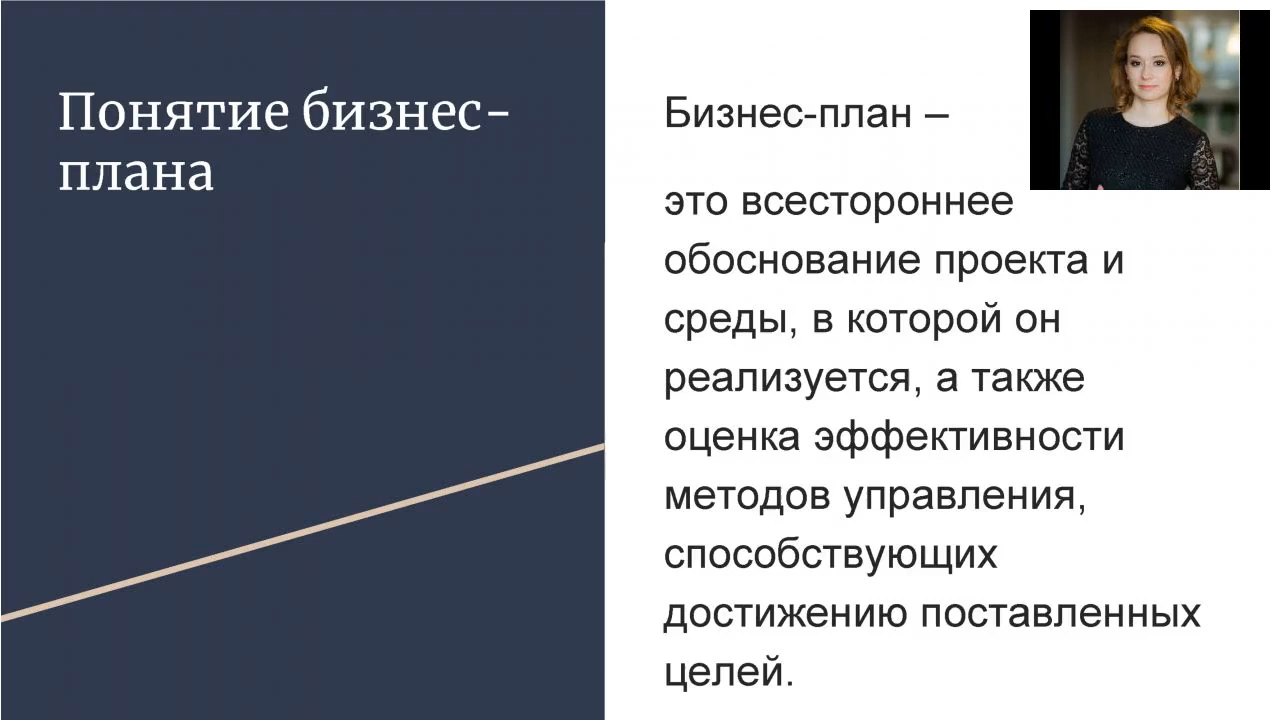 Понятие бизнес-
плана
Бизнес-план –
это всестороннее
обоснование проекта и
среды, в которой он
реализуется, а также
оценка эффективности
методов управления,
способствующих
достижению поставленных
целей.